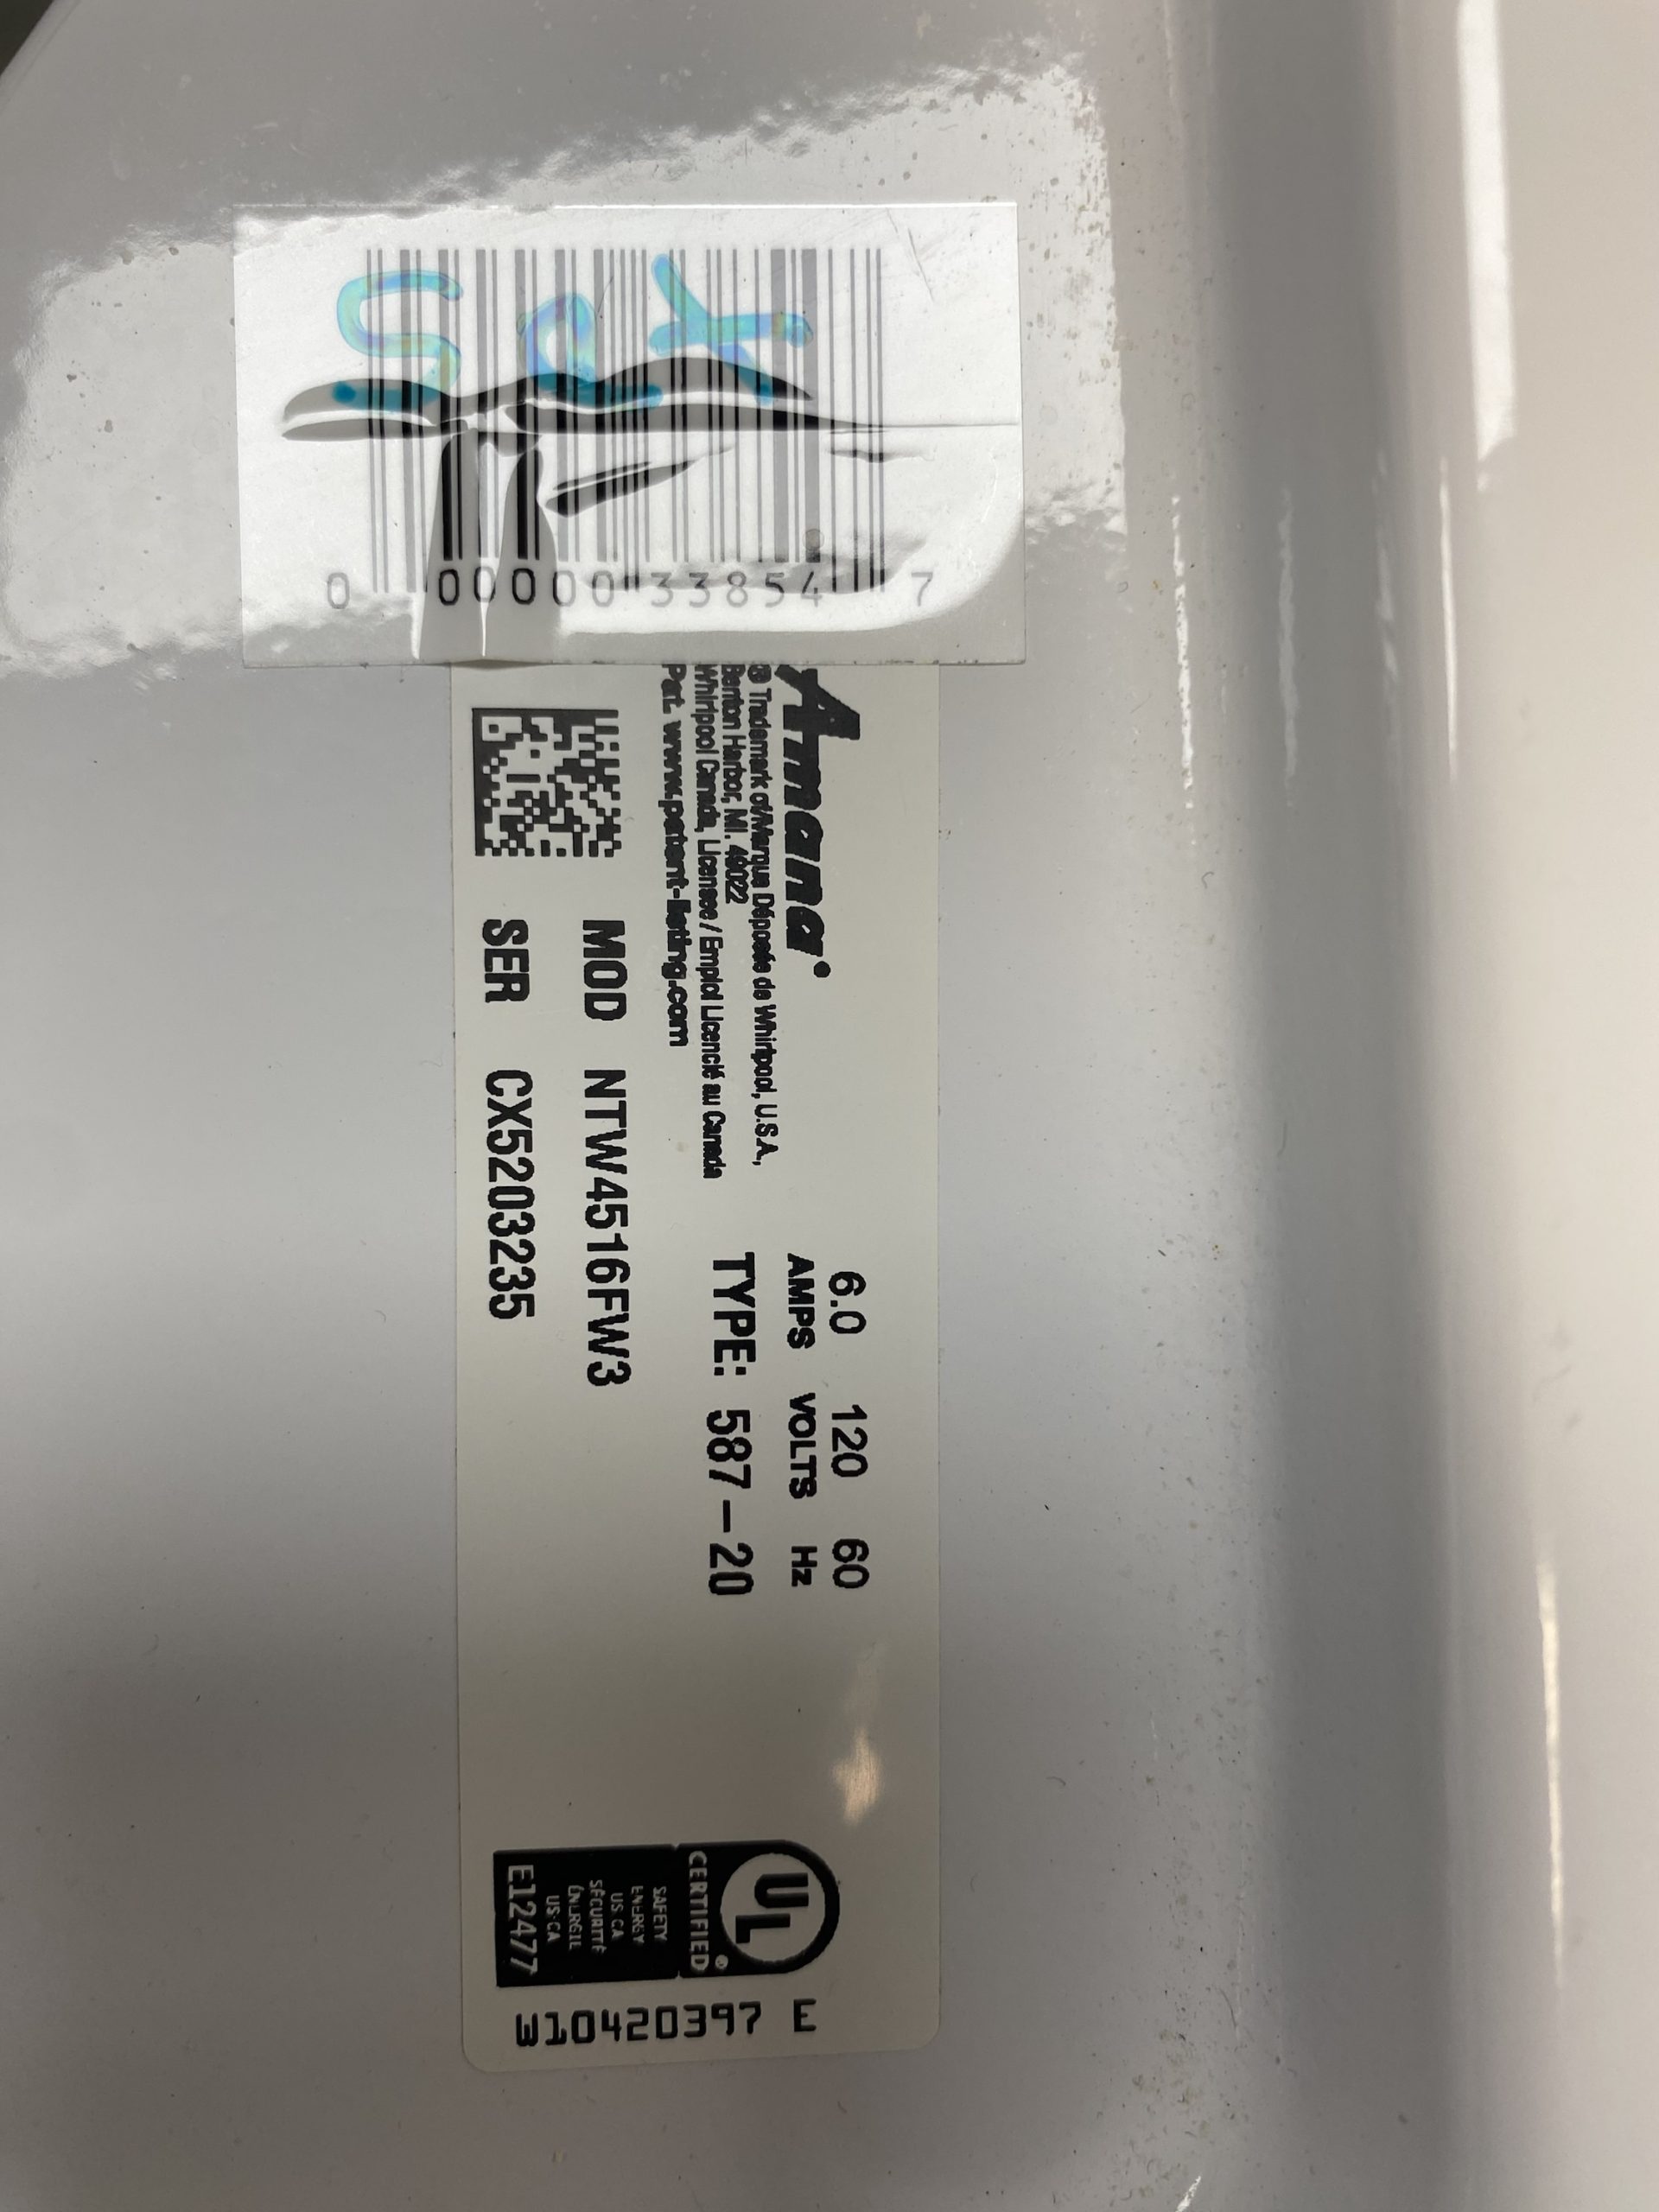 0 00000 33854 7
Amana®
® Trademark of/Marque Déposée de Whirlpool, U.S.A.,
Benton Harbor, MI. 49022
Whirlpool Canada, Licensee / Emploi Licencié au Canada
Pat. www.patent-listing.com
6.0 120 60
AMPS VOLTS Hz
TYPE: 587-20
MOD NTW4516FW3
SER CX5203235
UL
CERTIFIED®
SAFETY
ENERGY
US·CA
SÉCURITÉ
ÉNERGIE
US·CA
E12477
W10420397 E